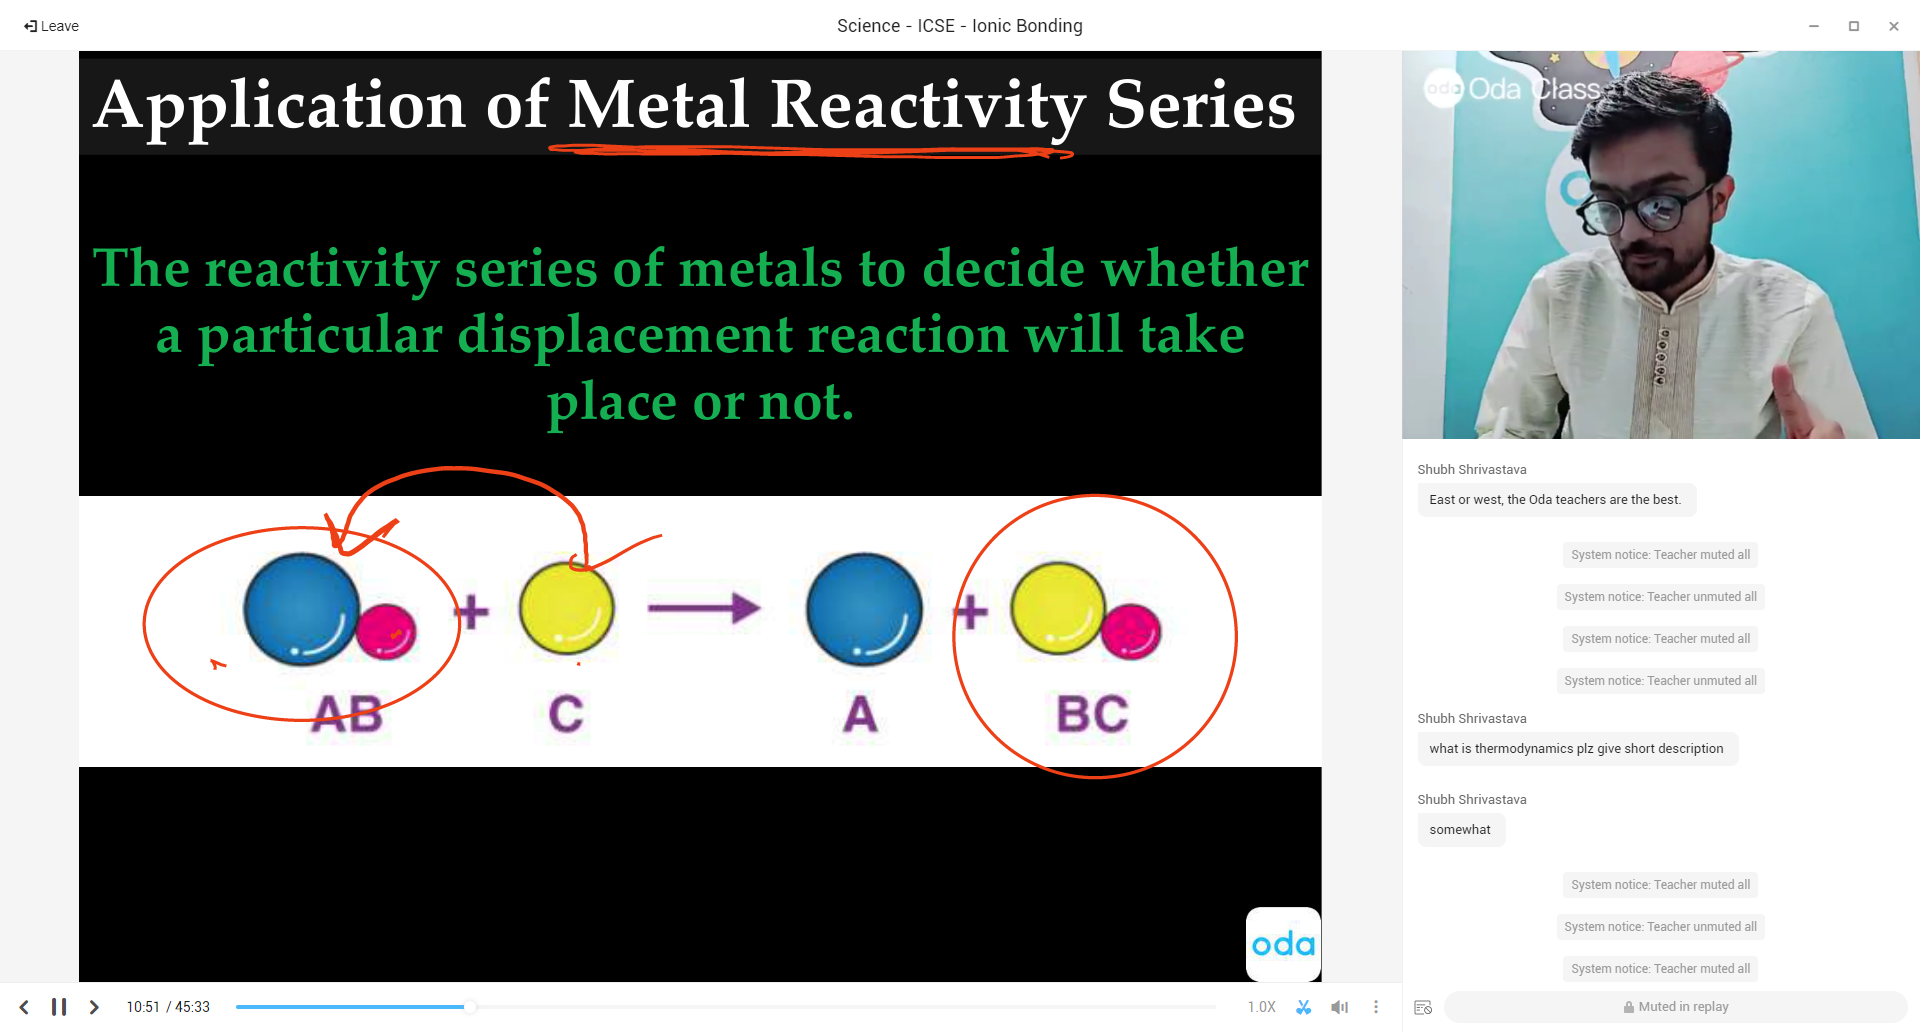 Leave
Science - ICSE - Ionic Bonding
Application of Metal Reactivity Series
The reactivity series of metals to decide whether
a particular displacement reaction will take
place or not.
+
+
AB
C
A
BC
oda
10:51 / 45:33
1.0X
oda Oda Class
Shubh Shrivastava
East or west, the Oda teachers are the best.
System notice: Teacher muted all
System notice: Teacher unmuted all
System notice: Teacher muted all
System notice: Teacher unmuted all
Shubh Shrivastava
what is thermodynamics plz give short description
Shubh Shrivastava
somewhat
System notice: Teacher muted all
System notice: Teacher unmuted all
System notice: Teacher muted all
Muted in replay